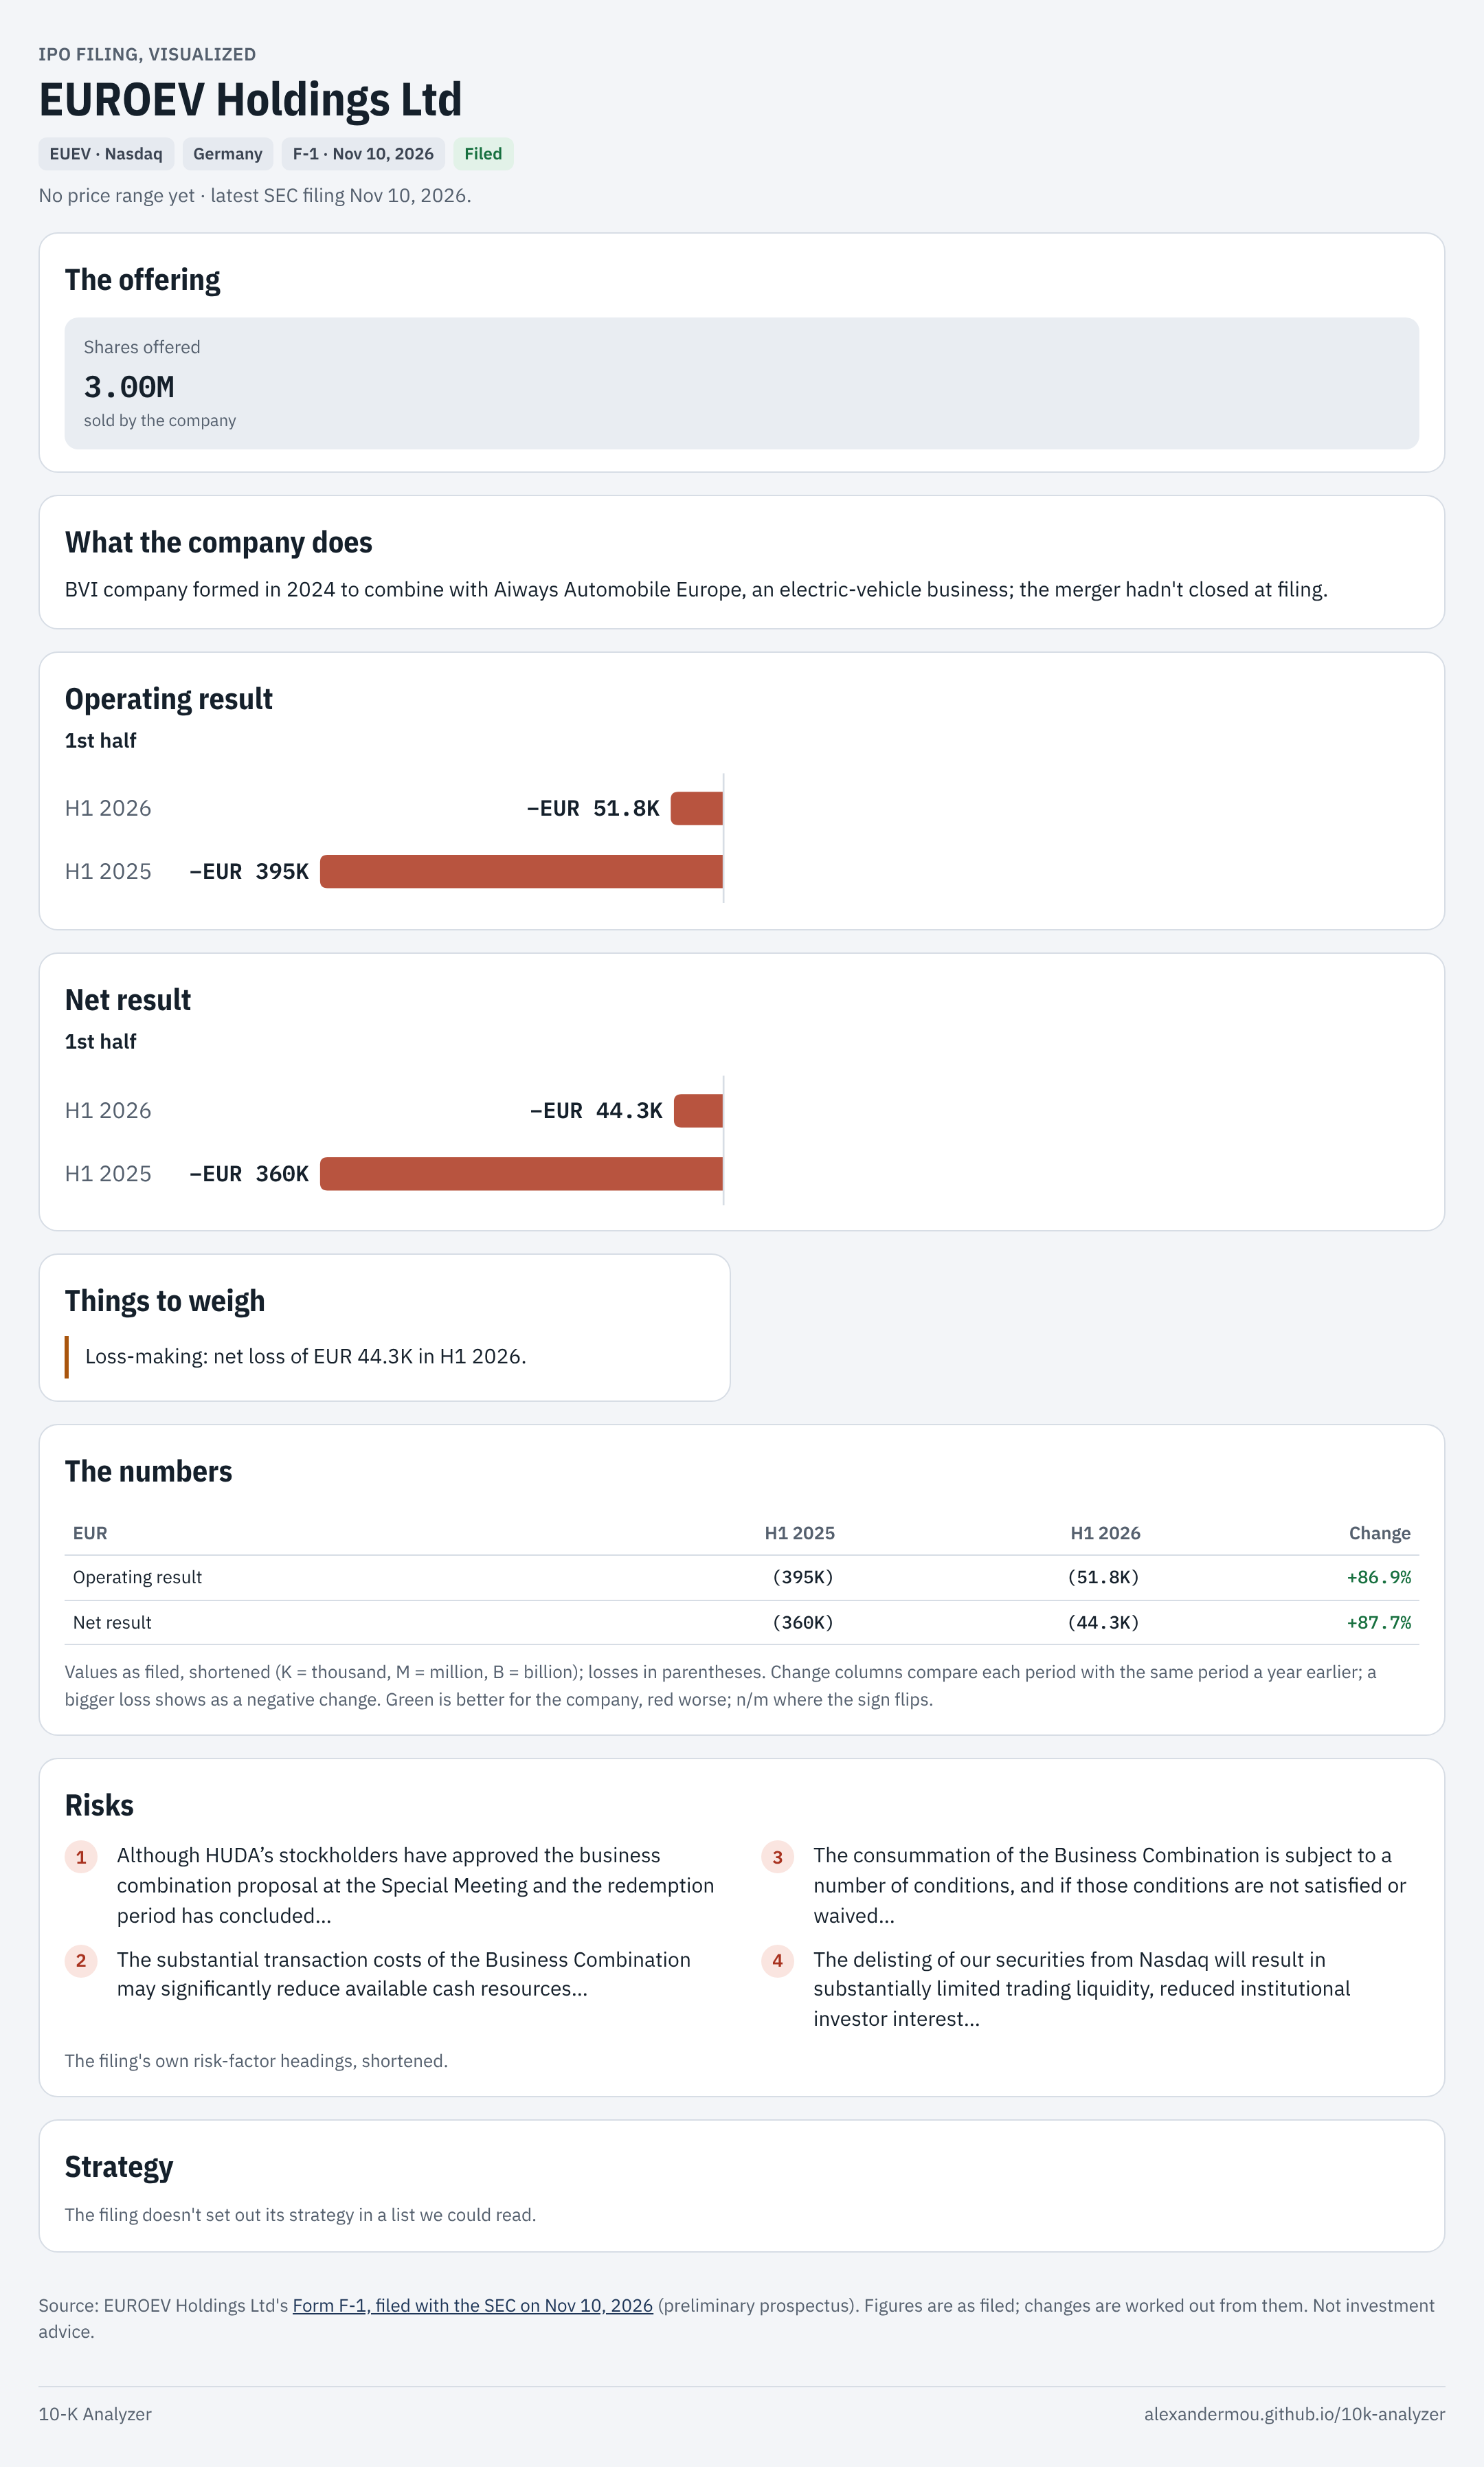 IPO FILING, VISUALIZED
EUROEV Holdings Ltd
EUEV · Nasdaq
Germany
F-1 · Nov 10, 2026
Filed
No price range yet · latest SEC filing Nov 10, 2026.
The offering
Shares offered
3.00M
sold by the company
What the company does
BVI company formed in 2024 to combine with Aiways Automobile Europe, an electric-vehicle business; the merger hadn't closed at filing.
Operating result
1st half
H1 2026 −EUR 51.8K
H1 2025 −EUR 395K
Net result
1st half
H1 2026 −EUR 44.3K
H1 2025 −EUR 360K
Things to weigh
Loss-making: net loss of EUR 44.3K in H1 2026.
The numbers
EUR H1 2025 H1 2026 Change
Operating result (395K) (51.8K) +86.9%
Net result (360K) (44.3K) +87.7%
Values as filed, shortened (K = thousand, M = million, B = billion); losses in parentheses. Change columns compare each period with the same period a year earlier; a
bigger loss shows as a negative change. Green is better for the company, red worse; n/m where the sign flips.
Risks
1 Although HUDA’s stockholders have approved the business
combination proposal at the Special Meeting and the redemption
period has concluded...
2 The substantial transaction costs of the Business Combination
may significantly reduce available cash resources...
3 The consummation of the Business Combination is subject to a
number of conditions, and if those conditions are not satisfied or
waived...
4 The delisting of our securities from Nasdaq will result in
substantially limited trading liquidity, reduced institutional
investor interest...
The filing's own risk-factor headings, shortened.
Strategy
The filing doesn't set out its strategy in a list we could read.
Source: EUROEV Holdings Ltd's Form F-1, filed with the SEC on Nov 10, 2026 (preliminary prospectus). Figures are as filed; changes are worked out from them. Not investment
advice.
10-K Analyzer
alexandermou.github.io/10k-analyzer